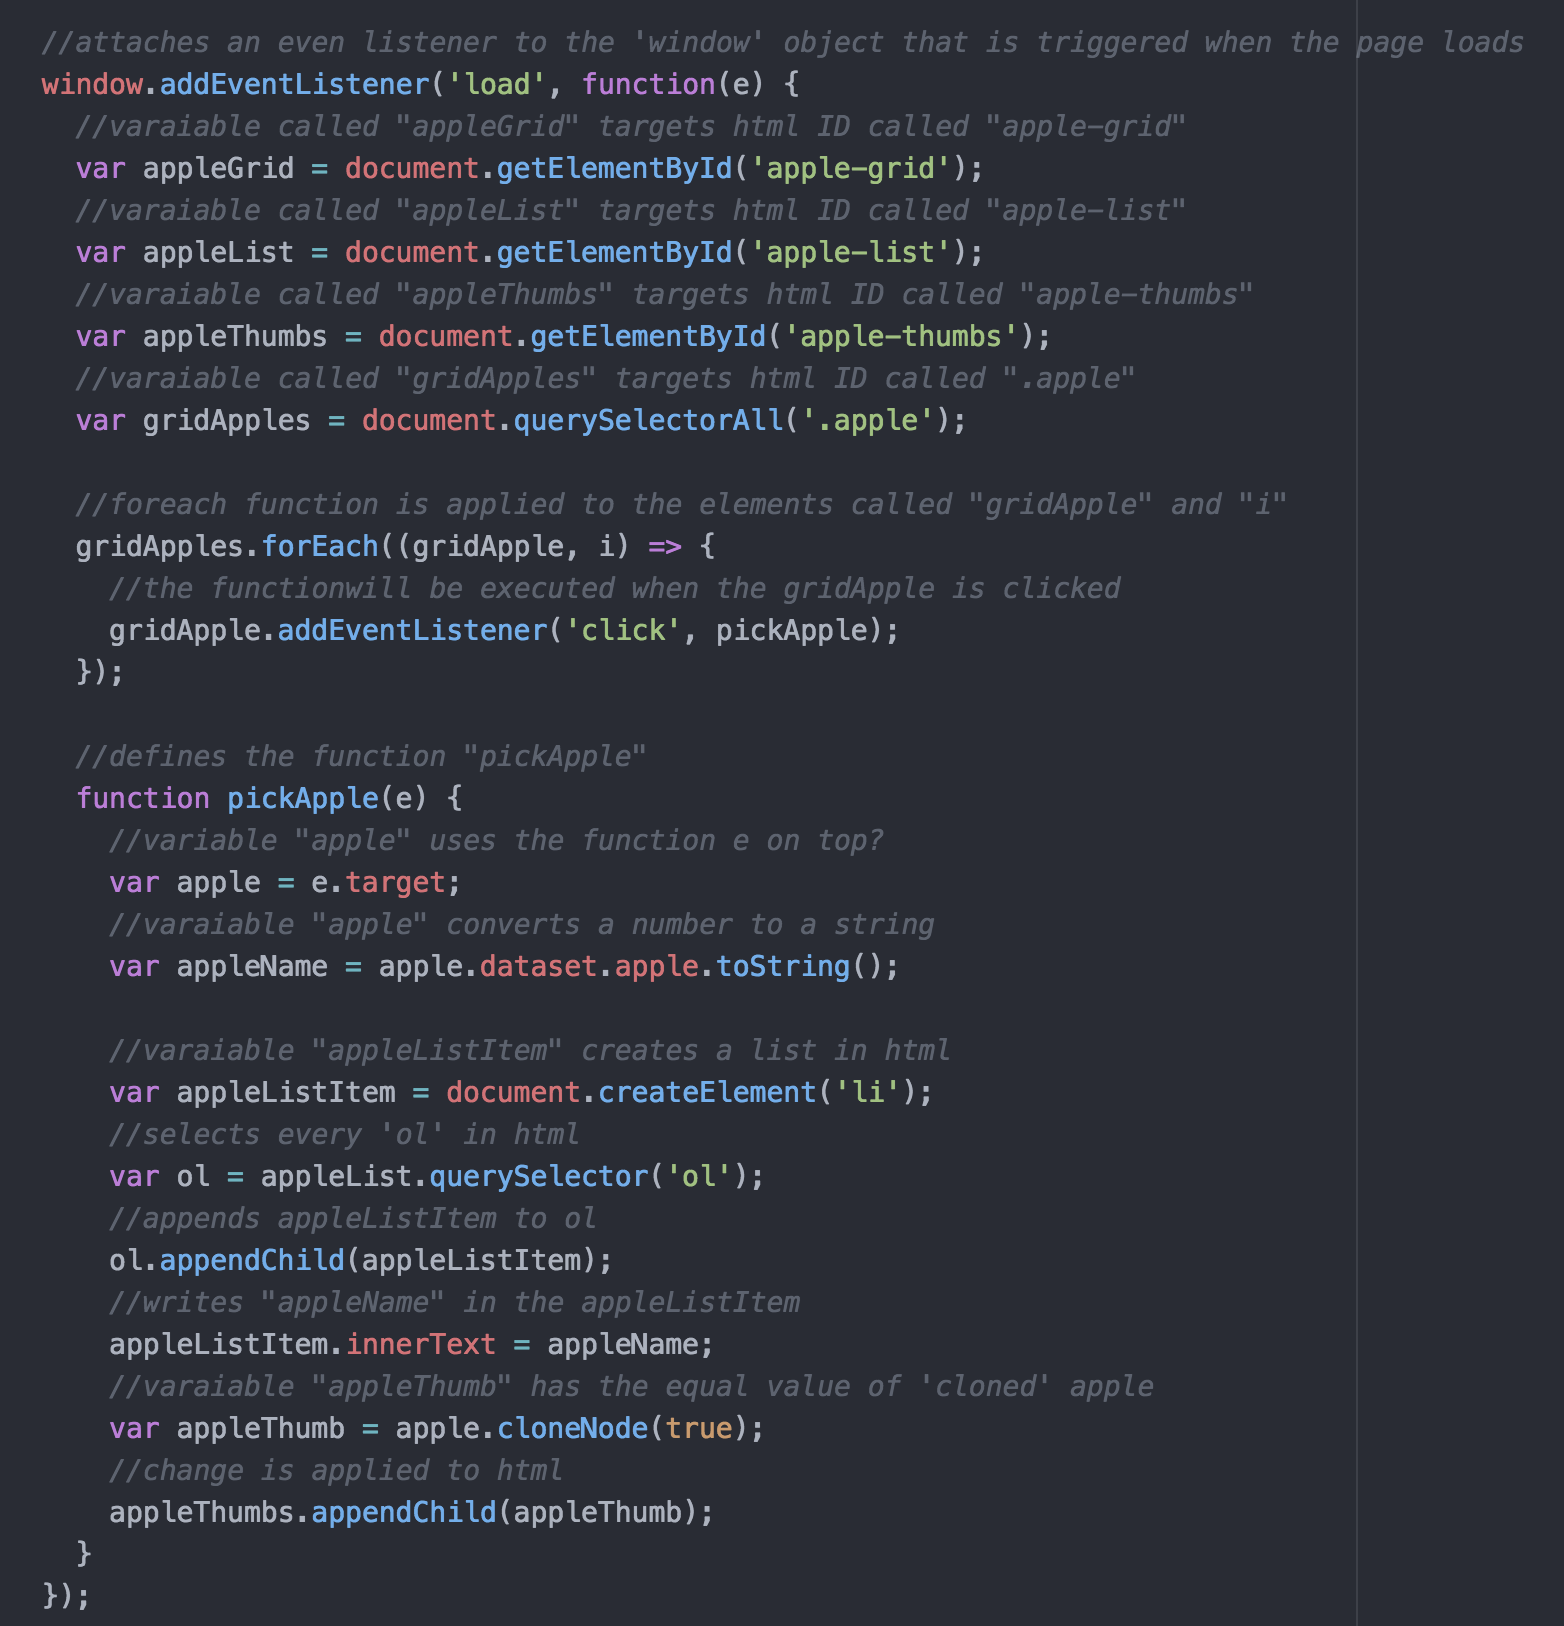 //attaches an even listener to the 'window' object that is triggered when the page loads
window.addEventListener('load', function(e) {
//varaiable called "appleGrid" targets html ID called "apple-grid"
var appleGrid = document.getElementById('apple-grid');
//varaiable called "appleList" targets html ID called "apple-list"
var appleList = document.getElementById('apple-list');
//varaiable called "appleThumbs" targets html ID called "apple-thumbs"
var appleThumbs = document.getElementById('apple-thumbs');
//varaiable called "gridApples" targets html ID called ".apple"
var gridApples = document.querySelectorAll('.apple');
//foreach function is applied to the elements called "gridApple" and "i"
gridApples.forEach((gridApple, i) => {
//the functionwill be executed when the gridApple is clicked
gridApple.addEventListener('click', pickApple);
});
//defines the function "pickApple"
function pickApple(e) {
//variable "apple" uses the function e on top?
var apple = e.target;
//varaiable "apple" converts a number to a string
var appleName = apple.dataset.apple.toString();
//varaiable "appleListItem" creates a list in html
var appleListItem = document.createElement('li');
//selects every 'ol' in html
var ol = appleList.querySelector('ol');
//appends appleListItem to ol
ol.appendChild(appleListItem);
//writes "appleName" in the appleListItem
appleListItem.innerText = appleName;
//varaiable "appleThumb" has the equal value of 'cloned' apple
var appleThumb = apple.cloneNode(true);
//change is applied to html
appleThumbs.appendChild(appleThumb);
}
});